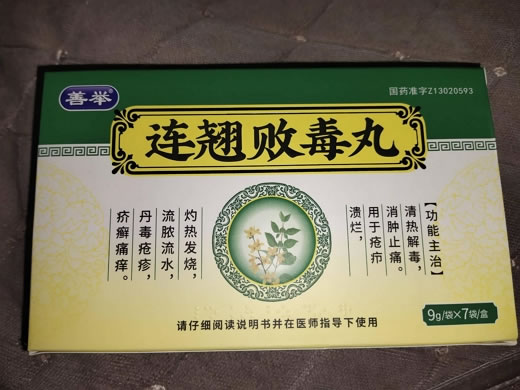 善举®
国药准字Z13020593
连翘败毒丸
【功能主治】
清热解毒，
消肿止痛。
用于疮疖
溃烂，
灼热发烧，
流脓流水，
丹毒疮疹，
疥癣痛痒。
请仔细阅读说明书并在医师指导下使用
9g/袋×7袋/盒